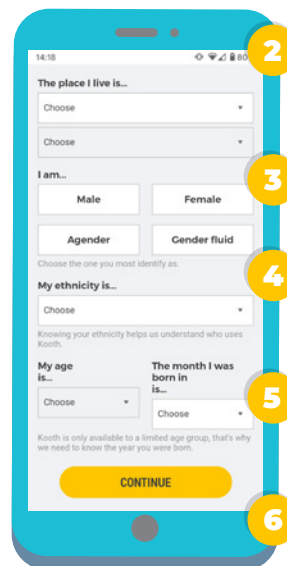 2
14:18 80
The place I live is...
Choose
Choose
I am...
3
Male Female
Agender Gender fluid
Choose the one you most identify as.
4
My ethnicity is...
Choose
Knowing your ethnicity helps us understand who uses
Kooth.
My age
is...
The month I was
born in
is...
5
Choose
Choose
Kooth is only available to a limited age group, that's why
we need to know the year you were born.
CONTINUE
6